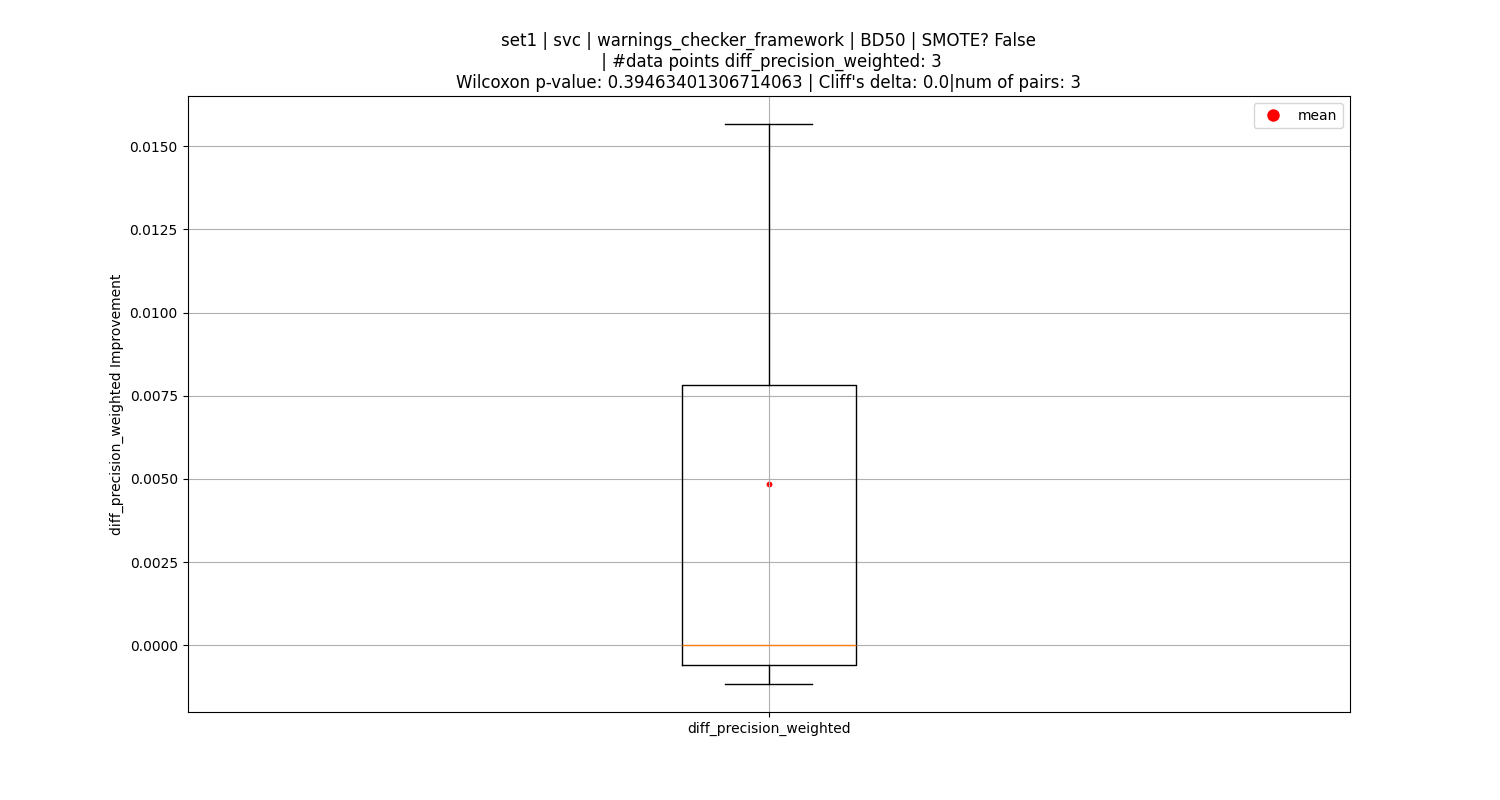 set1 | svc | warnings_checker_framework | BD50 | SMOTE? False
| #data points diff_precision_weighted: 3
Wilcoxon p-value: 0.39463401306714063 | Cliff's delta: 0.0|num of pairs: 3
mean
0.0150
0.0125
0.0100
0.0075
0.0050
0.0025
0.0000
diff_precision_weighted Improvement
diff_precision_weighted